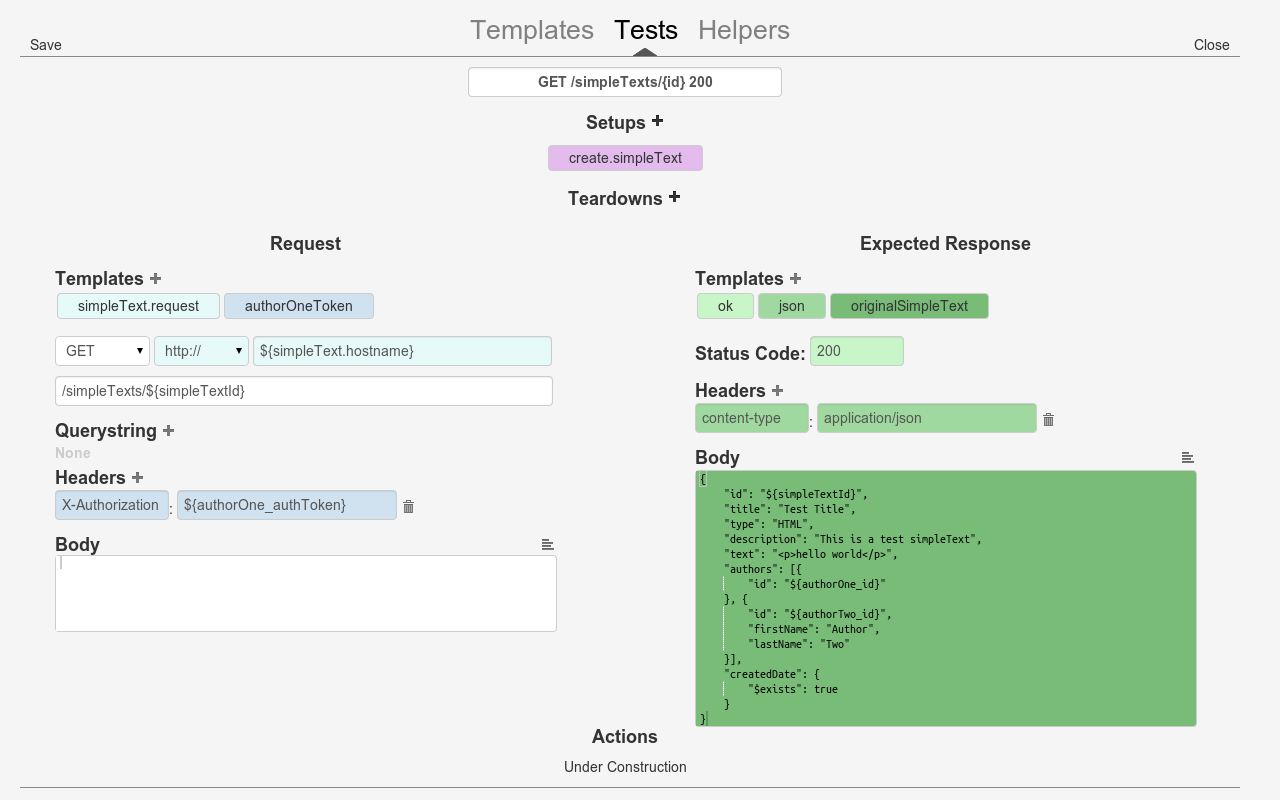 Templates Tests Helpers
Save
Close
GET /simpleTexts/{id} 200
Setups
create.simpleText
Teardowns
Request
Templates
simpleText.request authorOneToken
GET http:// ${simpleText.hostname}
/simpleTexts/${simpleTextId}
Querystring
None
Headers
X-Authorization : ${authorOne_authToken}
Body
Expected Response
Templates
ok json originalSimpleText
Status Code: 200
Headers
content-type : application/json
Body
{
    "id": "${simpleTextId}",
    "title": "Test Title",
    "type": "HTML",
    "description": "This is a test simpleText",
    "text": "<p>hello world</p>",
    "authors": [{
        "id": "${authorOne_id}"
    }, {
        "id": "${authorTwo_id}",
        "firstName": "Author",
        "lastName": "Two"
    }],
    "createdDate": {
        "$exists": true
    }
}
Actions
Under Construction